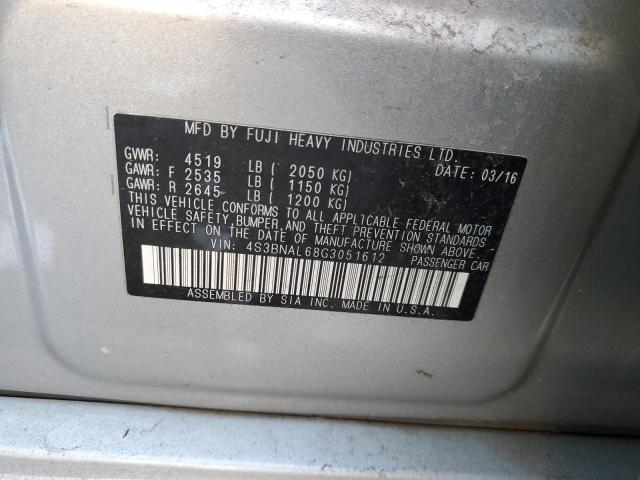 MFD BY FUJI HEAVY INDUSTRIES LTD.
GVWR: 4519 LB ( 2050 KG) DATE: 03/16
GAWR: F 2535 LB ( 1150 KG)
GAWR: R 2645 LB ( 1200 KG)
THIS VEHICLE CONFORMS TO ALL APPLICABLE FEDERAL MOTOR
VEHICLE SAFETY, BUMPER, AND THEFT PREVENTION STANDARDS
IN EFFECT ON THE DATE OF MANUFACTURE SHOWN ABOVE.
VIN: 4S3BNAL68G3051612 PASSENGER CAR
ASSEMBLED BY SIA INC. MADE IN U.S.A.